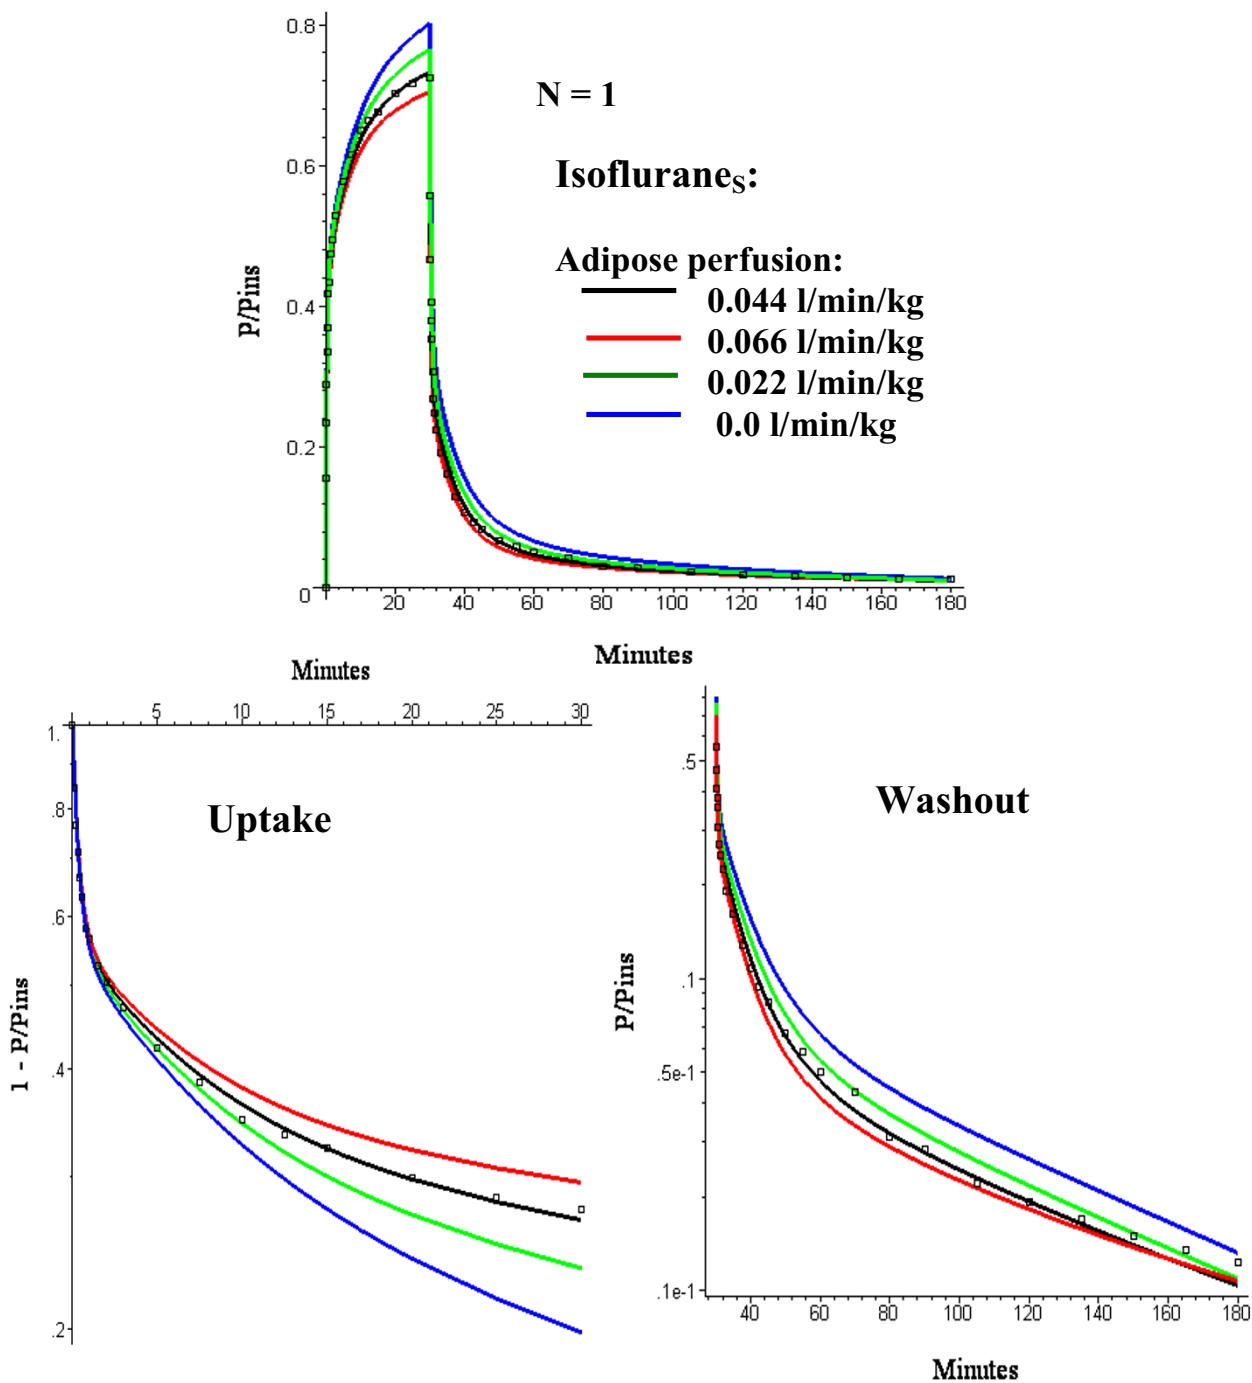 0.8
N = 1
0.6
Isoflurane_S:
P/Pins
Adipose perfusion:
0.044 l/min/kg
0.4
0.066 l/min/kg
0.022 l/min/kg
0.0 l/min/kg
0.2
0
20 40 60 80 100 120 140 160 180
Minutes
Minutes
5 10 15 20 25 30
1.
.8
Uptake
.6
1 - P/Pins
.4
.2
.5
Washout
P/Pins
.1
.5e-1
.1e-1
40 60 80 100 120 140 160 180
Minutes